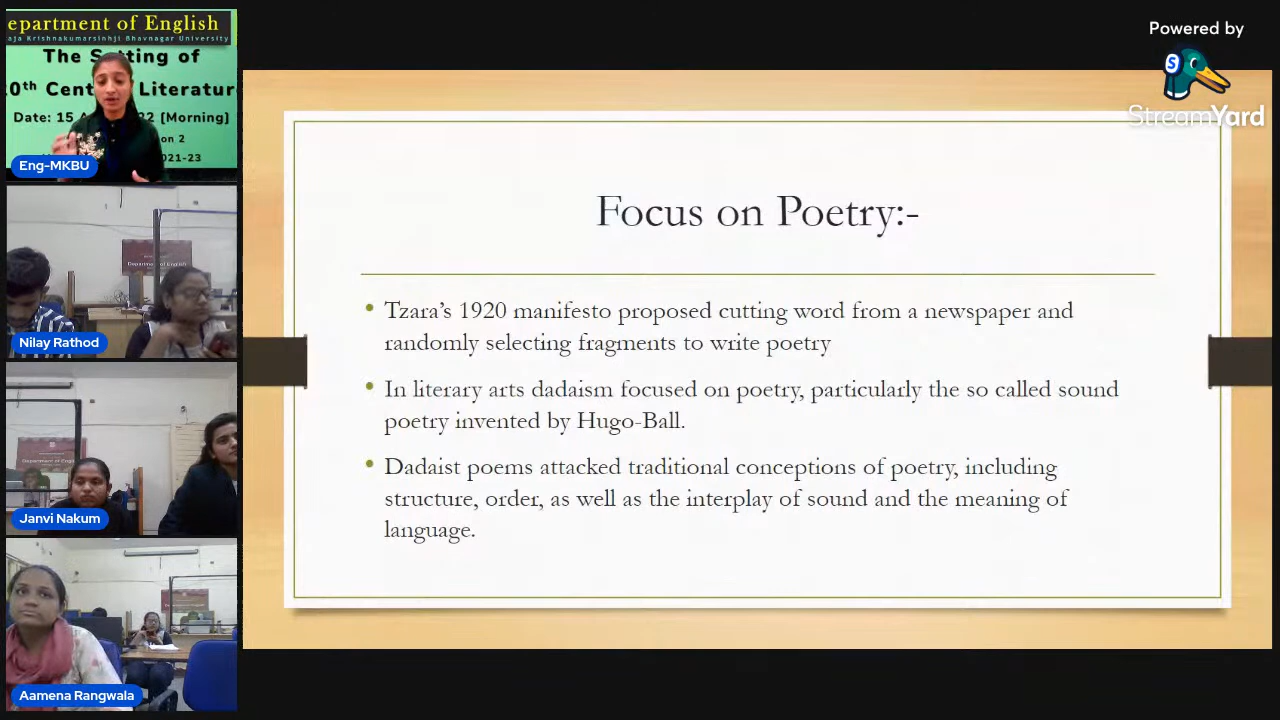 epartment of English
aja Krishnakumarsinhji Bhavnagar University
The S tting of
0th Cent Literature
Date: 15 A 22 [Morning]
on 2
021-23
Eng-MKBU
Nilay Rathod
Department of English
Janvi Nakum
Aamena Rangwala
Powered by
StreamYard
Focus on Poetry:-
• Tzara’s 1920 manifesto proposed cutting word from a newspaper and
randomly selecting fragments to write poetry
• In literary arts dadaism focused on poetry, particularly the so called sound
poetry invented by Hugo-Ball.
• Dadaist poems attacked traditional conceptions of poetry, including
structure, order, as well as the interplay of sound and the meaning of
language.